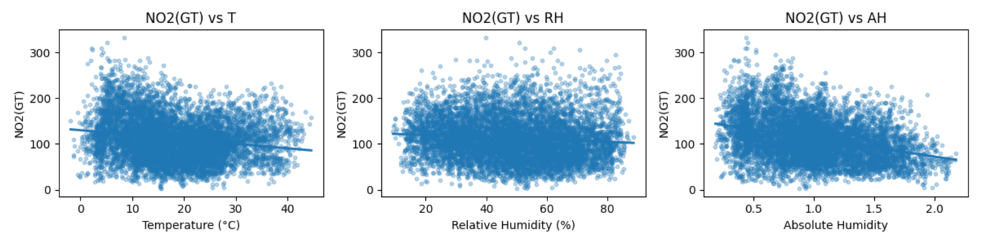 NO2(GT) vs T
NO2(GT)
300
200
100
0
0 10 20 30 40
Temperature (°C)
NO2(GT) vs RH
NO2(GT)
300
200
100
0
20 40 60 80
Relative Humidity (%)
NO2(GT) vs AH
NO2(GT)
300
200
100
0
0.5 1.0 1.5 2.0
Absolute Humidity